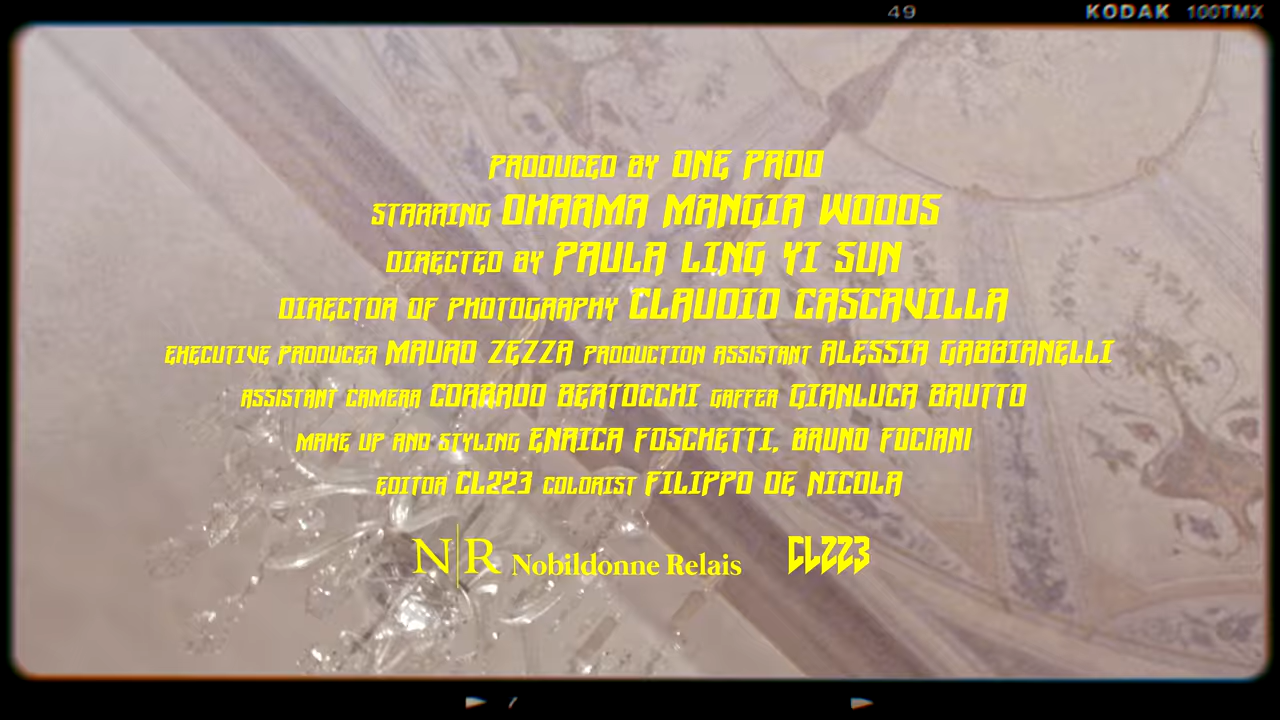 49 KODAK 100TMX
PRODUCED BY ONE PROD
STARRING DHARMA MANGIA WOODS
DIRECTED BY PAULA LING YI SUN
DIRECTOR OF PHOTOGRAPHY CLAUDIO CASCAVILLA
EXECUTIVE PRODUCER MAURO ZEZZA PRODUCTION ASSISTANT ALESSIA GABBIANELLI
ASSISTANT CAMERA CORRADO BERTOCCHI GAFFER GIANLUCA BRUTTO
MAKE UP AND STYLING ENRICA FOSCHETTI, BRUNO FOCIANI
EDITOR CL223 COLORIST FILIPPO DE NICOLA
N|R Nobildonne Relais CL223